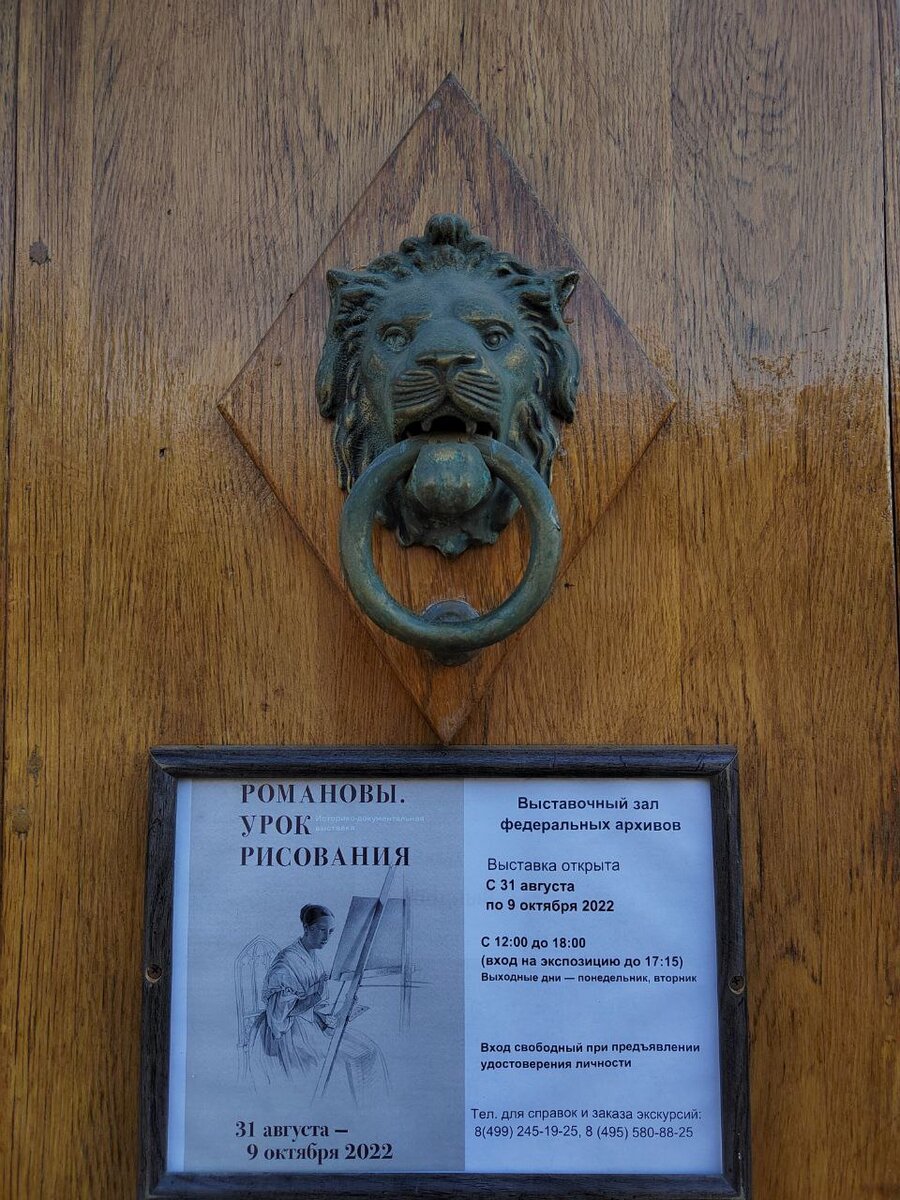 РОМАНОВЫ.
УРОК
Историко-документальная
выставка
РИСОВАНИЯ
31 августа —
9 октября 2022
Выставочный зал
федеральных архивов
Выставка открыта
С 31 августа
по 9 октября 2022
С 12:00 до 18:00
(вход на экспозицию до 17:15)
Выходные дни — понедельник, вторник
Вход свободный при предъявлении
удостоверения личности
Тел. для справок и заказа экскурсий:
8(499) 245-19-25, 8 (495) 580-88-25